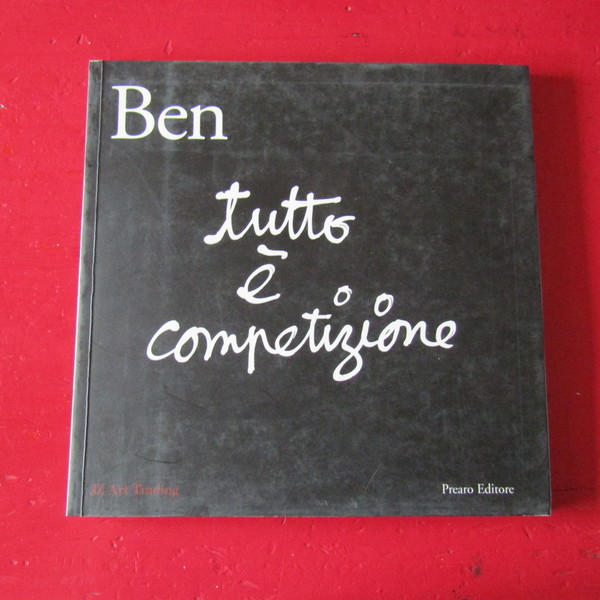 Ben
tutto
è
competizione
Art Trading
Prearo Editore